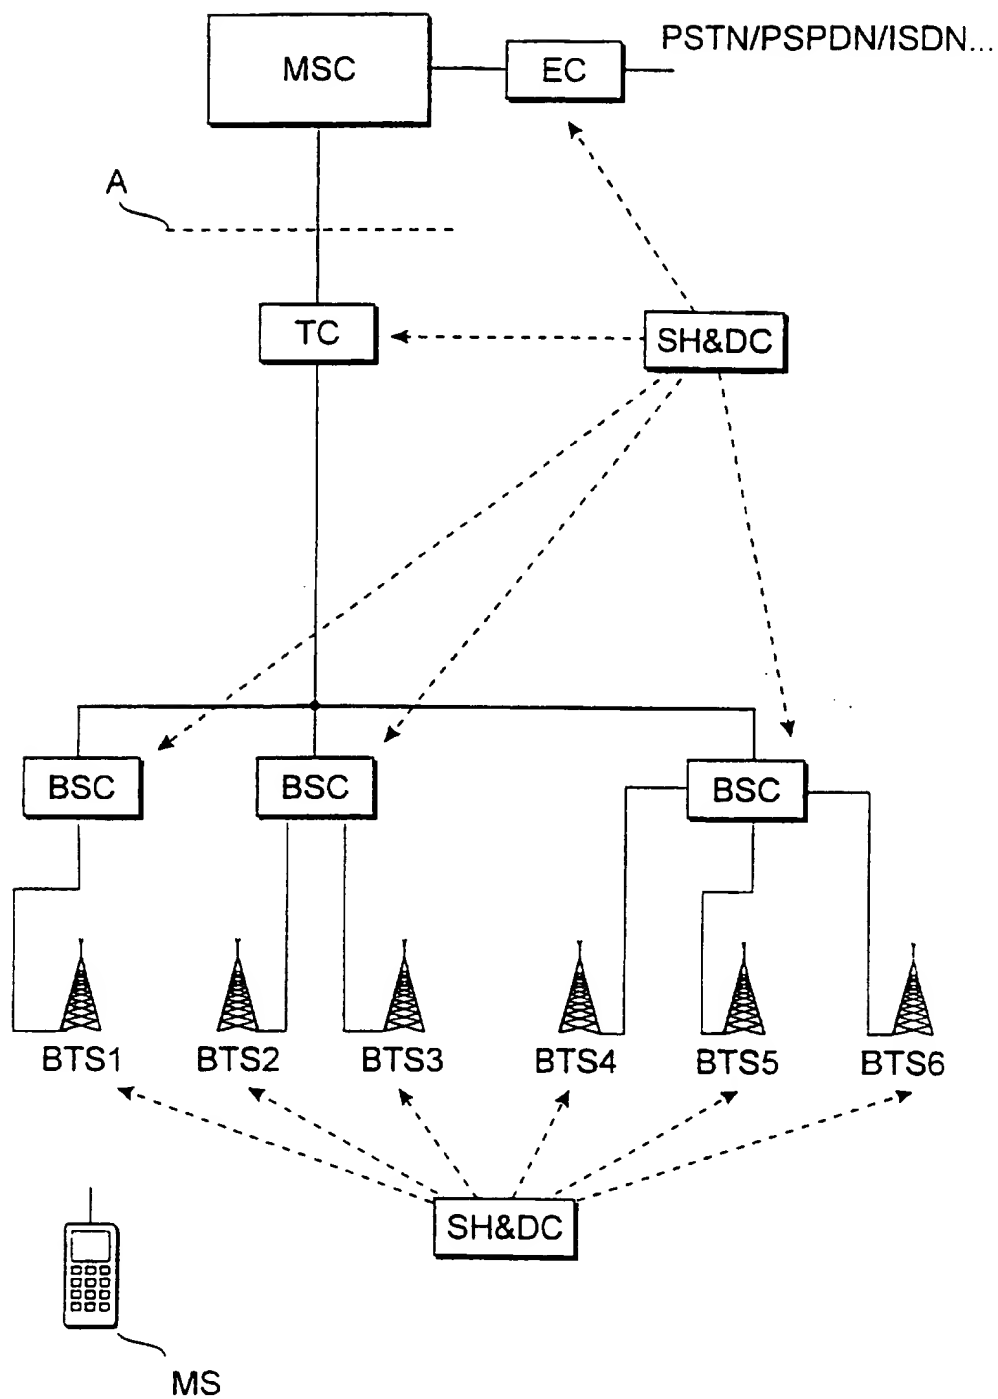 PSTN/PSPDN/ISDN...
MSC
EC
A
TC
SH&DC
BSC
BSC
BSC
BTS1
BTS2
BTS3
BTS4
BTS5
BTS6
SH&DC
MS